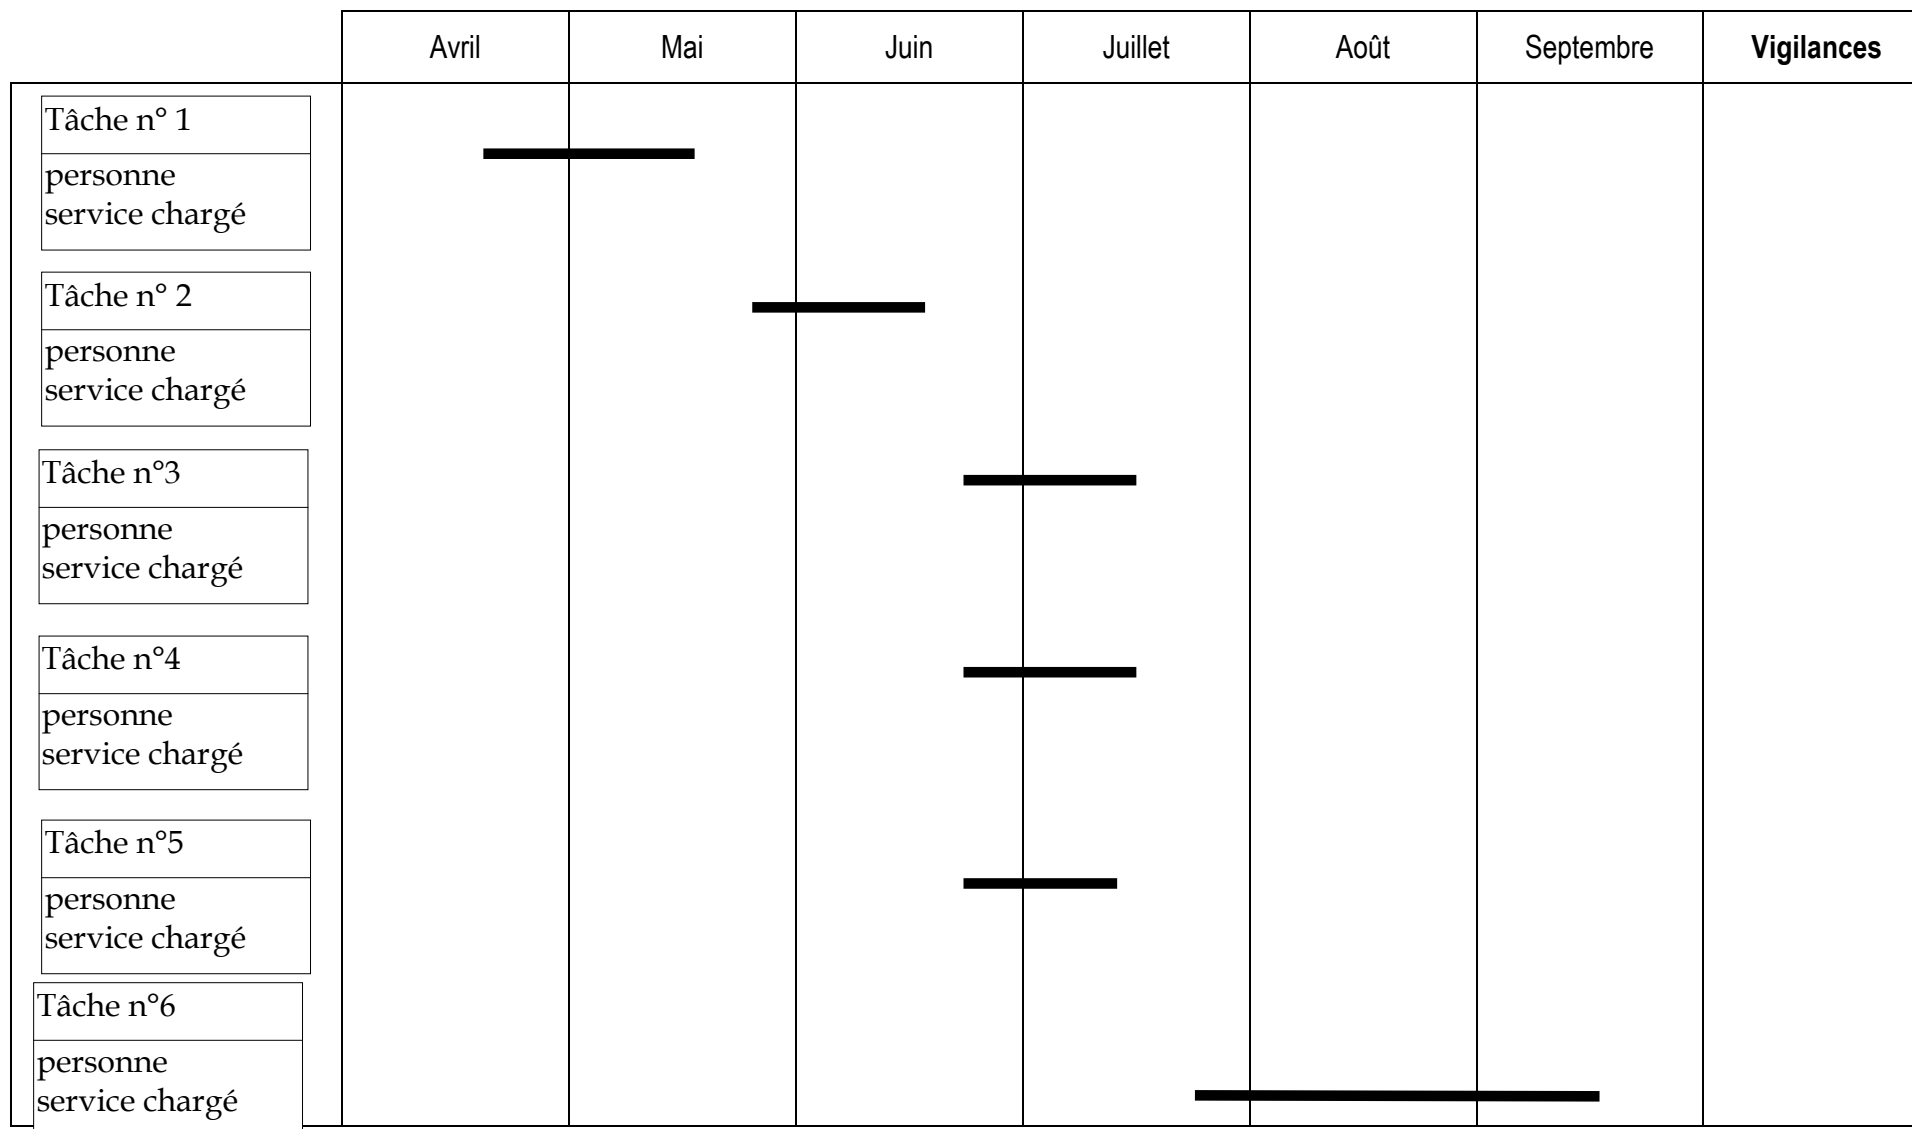 Avril Mai Juin Juillet Août Septembre Vigilances
Tâche n° 1
personne
service chargé
Tâche n° 2
personne
service chargé
Tâche n°3
personne
service chargé
Tâche n°4
personne
service chargé
Tâche n°5
personne
service chargé
Tâche n°6
personne
service chargé